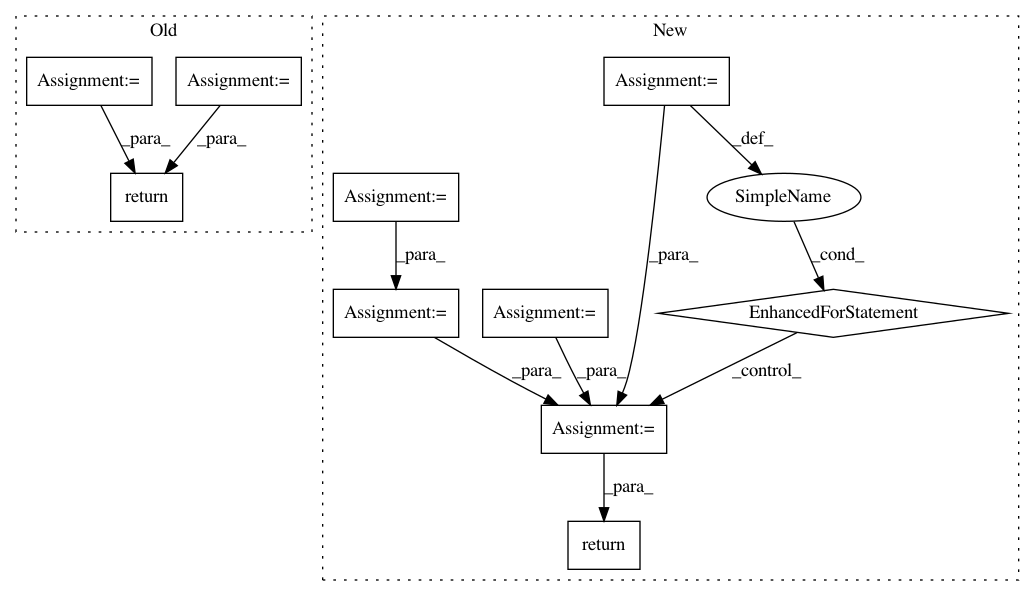 Old
New
Assignment:=
Assignment:=
Assignment:=
_para_
_para_
_def_
return
Assignment:=
SimpleName
_para_
_para_
_cond_
Assignment:=
Assignment:=
EnhancedForStatement
_para_
_para_
_control_
Assignment:=
_para_
return